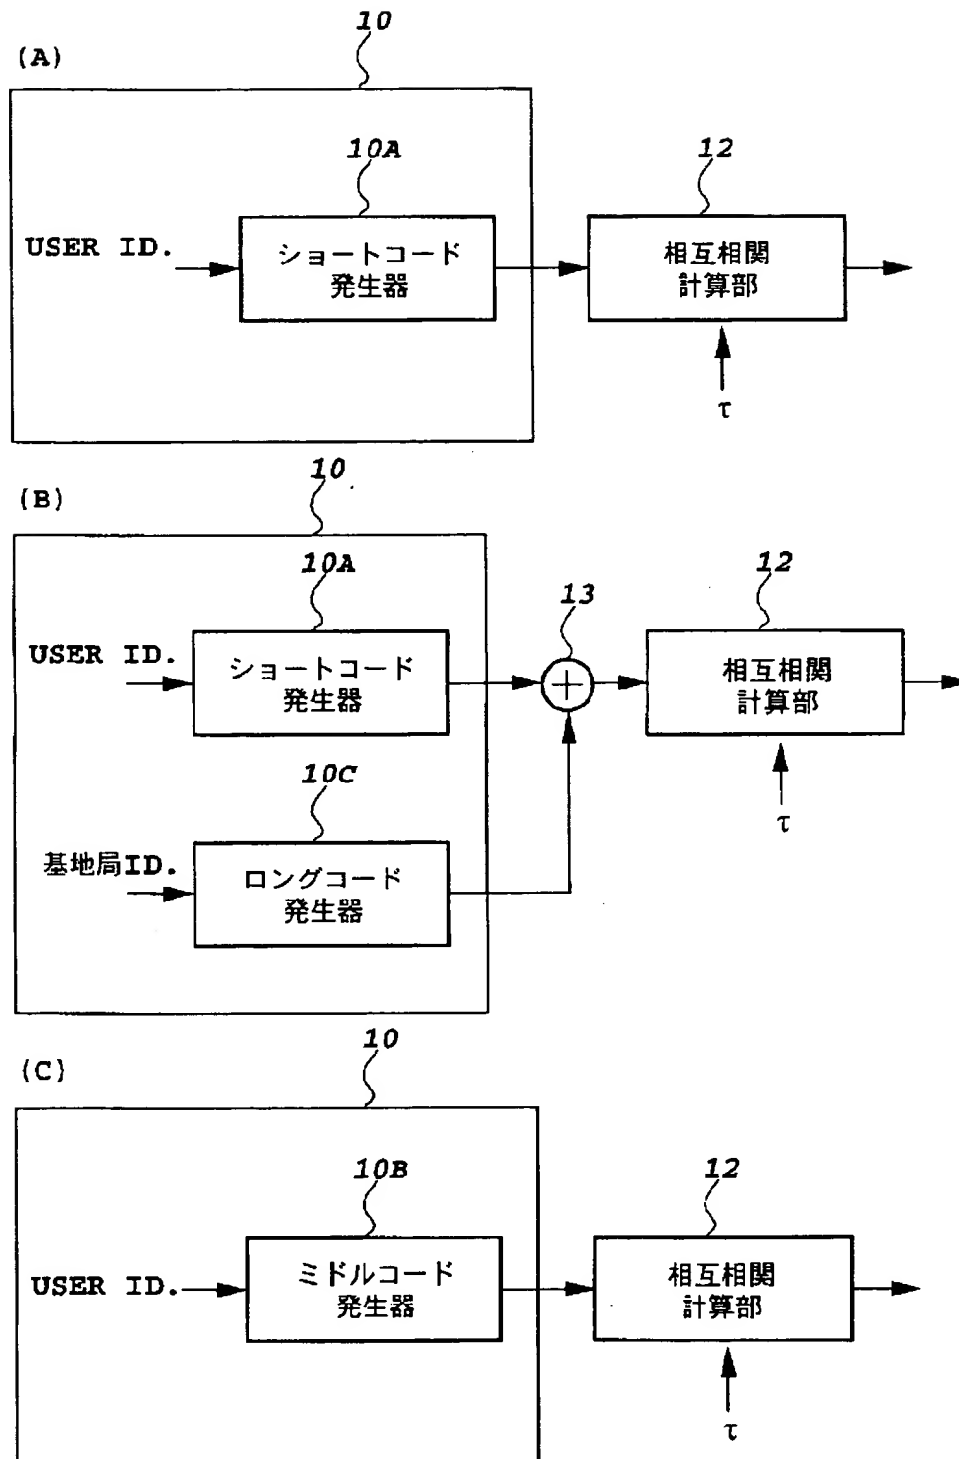 10
(A)
10A
12
USER ID.
ショートコード
発生器
相互相関
計算部
τ
10
(B)
10A
13
12
USER ID.
ショートコード
発生器
相互相関
計算部
10C
τ
基地局ID.
ロングコード
発生器
10
(C)
10B
12
USER ID.
ミドルコード
発生器
相互相関
計算部
τ